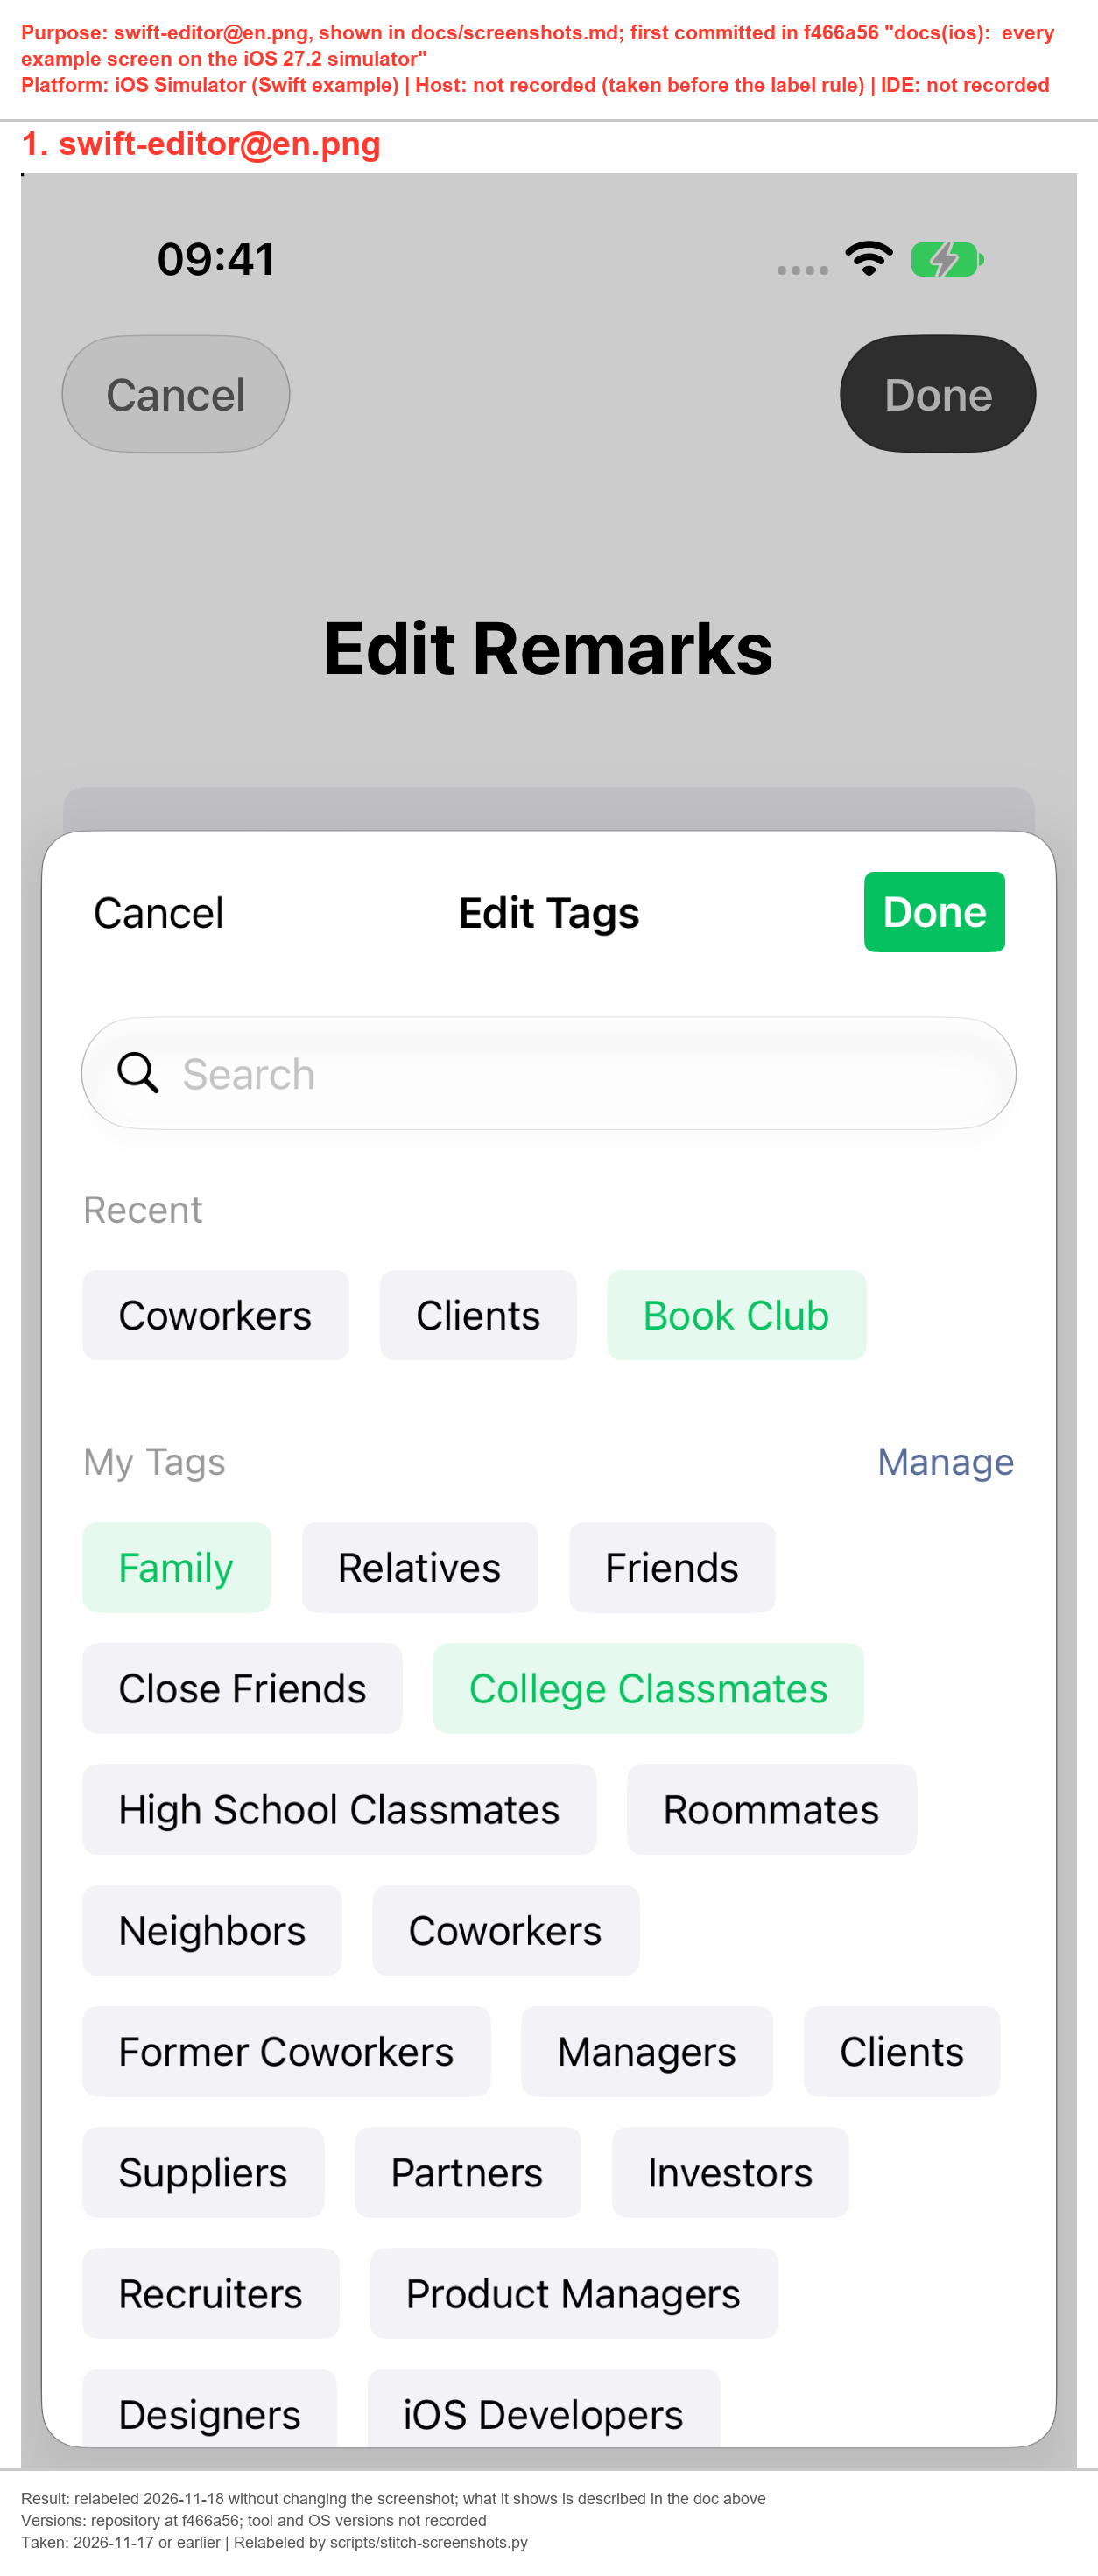 Purpose: swift-editor@en.png, shown in docs/screenshots.md; first committed in f466a56 "docs(ios):  every
example screen on the iOS 27.2 simulator"
Platform: iOS Simulator (Swift example) | Host: not recorded (taken before the label rule) | IDE: not recorded
1. swift-editor@en.png
09:41
Cancel Done
Edit Remarks
Cancel Edit Tags Done
Search
Recent
Coworkers Clients Book Club
My Tags Manage
Family Relatives Friends
Close Friends College Classmates
High School Classmates Roommates
Neighbors Coworkers
Former Coworkers Managers Clients
Suppliers Partners Investors
Recruiters Product Managers
Designers iOS Developers
Result: relabeled 2026-11-18 without changing the screenshot; what it shows is described in the doc above
Versions: repository at f466a56; tool and OS versions not recorded
Taken: 2026-11-17 or earlier | Relabeled by scripts/stitch-screenshots.py